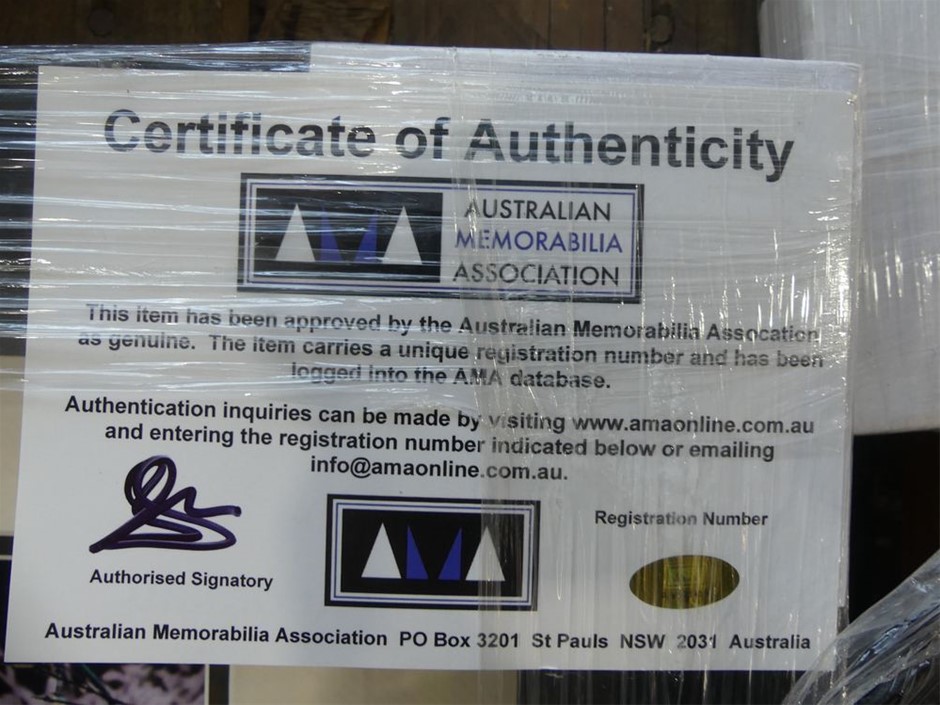 Certificate of Authenticity
AUSTRALIAN
MEMORABILIA
ASSOCIATION
This item has been approved by the Australian Memorabilia Assocation
as genuine. The item carries a unique registration number and has been
logged into the AMA database.
Authentication inquiries can be made by visiting www.amaonline.com.au
and entering the registration number indicated below or emailing
info@amaonline.com.au.
Registration Number
Authorised Signatory
Australian Memorabilia Association PO Box 3201 St Pauls NSW 2031 Australia